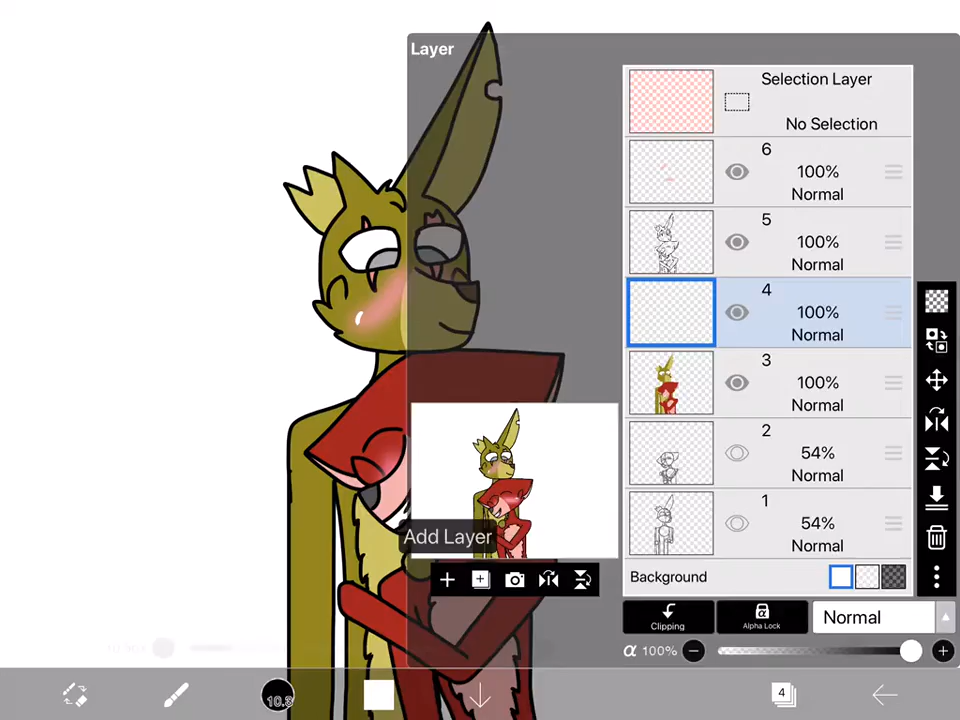 Layer
Selection Layer
No Selection
6
100%
Normal
5
100%
Normal
4
100%
Normal
3
100%
Normal
2
54%
Normal
1
54%
Normal
Add Layer
Background
Clipping
Alpha Lock
Normal
α 100%
10.3
4